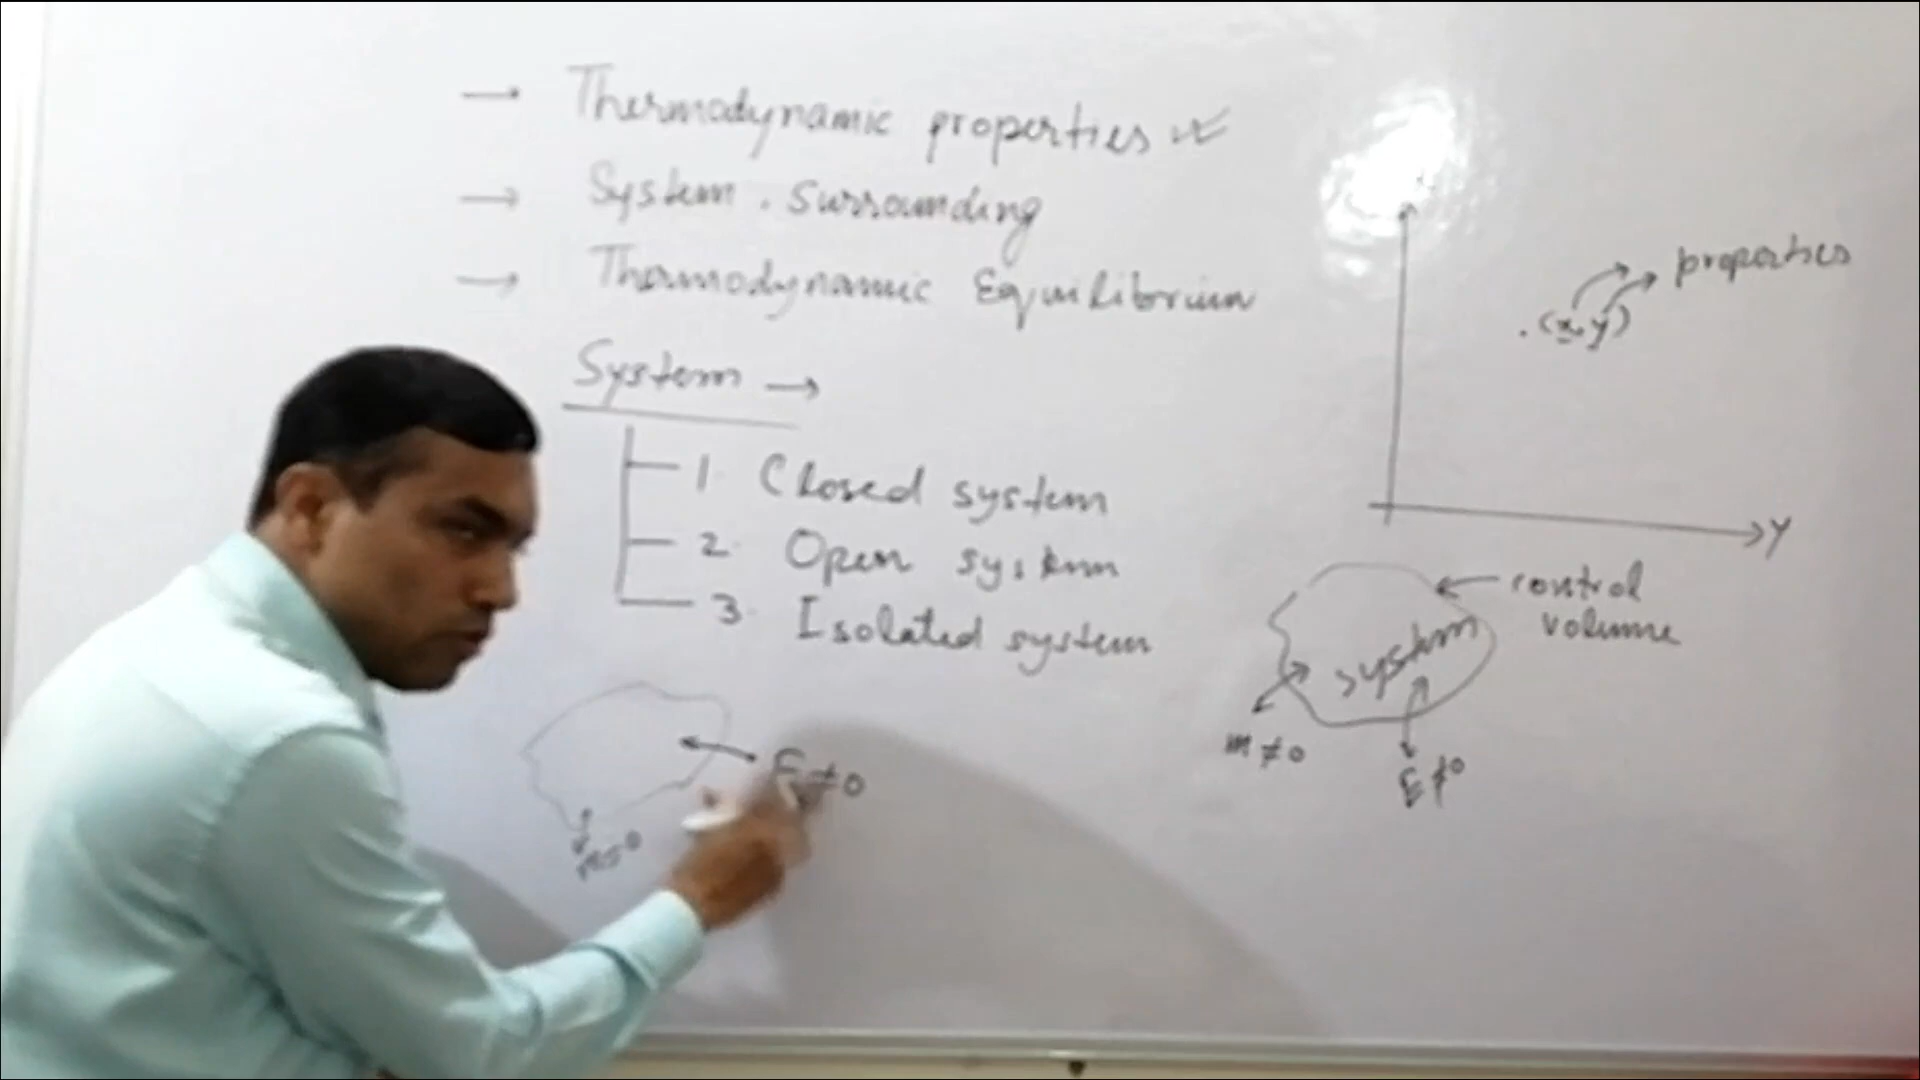 → Thermodynamic properties
→ System . Surrounding
→ Thermodynamic Equilibrium
System →
1. Closed system
2. Open system
3. Isolated system
E≠0
m=0
properties
.(x,y)
Y
control
volume
system
m≠0
E≠0